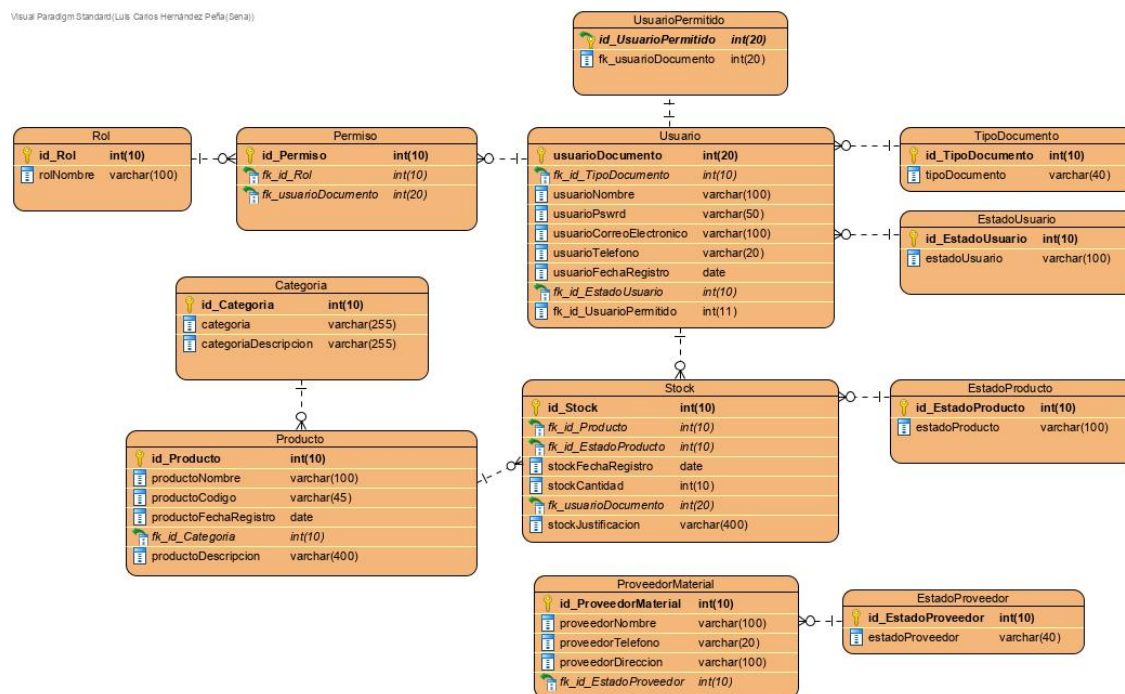 Visual Paradigm Standard(Luis Carlos Hernández Peña(Sena))
UsuarioPermitido
id_UsuarioPermitido int(20)
fk_usuarioDocumento int(20)
Rol
id_Rol int(10)
rolNombre varchar(100)
Permiso
id_Permiso int(10)
fk_id_Rol int(10)
fk_usuarioDocumento int(20)
Usuario
usuarioDocumento int(20)
fk_id_TipoDocumento int(10)
usuarioNombre varchar(100)
usuarioPswrd varchar(50)
usuarioCorreoElectronico varchar(100)
usuarioTelefono varchar(20)
usuarioFechaRegistro date
fk_id_EstadoUsuario int(10)
fk_id_UsuarioPermitido int(11)
TipoDocumento
id_TipoDocumento int(10)
tipoDocumento varchar(40)
EstadoUsuario
id_EstadoUsuario int(10)
estadoUsuario varchar(100)
Categoria
id_Categoria int(10)
categoria varchar(255)
categoriaDescripcion varchar(255)
Stock
id_Stock int(10)
fk_id_Producto int(10)
fk_id_EstadoProducto int(10)
stockFechaRegistro date
stockCantidad int(10)
fk_usuarioDocumento int(20)
stockJustificacion varchar(400)
EstadoProducto
id_EstadoProducto int(10)
estadoProducto varchar(100)
Producto
id_Producto int(10)
productoNombre varchar(100)
productoCodigo varchar(45)
productoFechaRegistro date
fk_id_Categoria int(10)
productoDescripcion varchar(400)
ProveedorMaterial
id_ProveedorMaterial int(10)
proveedorNombre varchar(100)
proveedorTelefono varchar(20)
proveedorDireccion varchar(100)
fk_id_EstadoProveedor int(10)
EstadoProveedor
id_EstadoProveedor int(10)
estadoProveedor varchar(40)